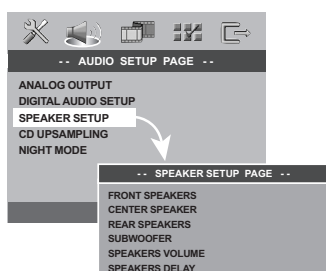 -- AUDIO SETUP PAGE --
ANALOG OUTPUT
DIGITAL AUDIO SETUP
SPEAKER SETUP
CD UPSAMPLING
NIGHT MODE
-- SPEAKER SETUP PAGE --
FRONT SPEAKERS
CENTER SPEAKER
REAR SPEAKERS
SUBWOOFER
SPEAKERS VOLUME
SPEAKERS DELAY